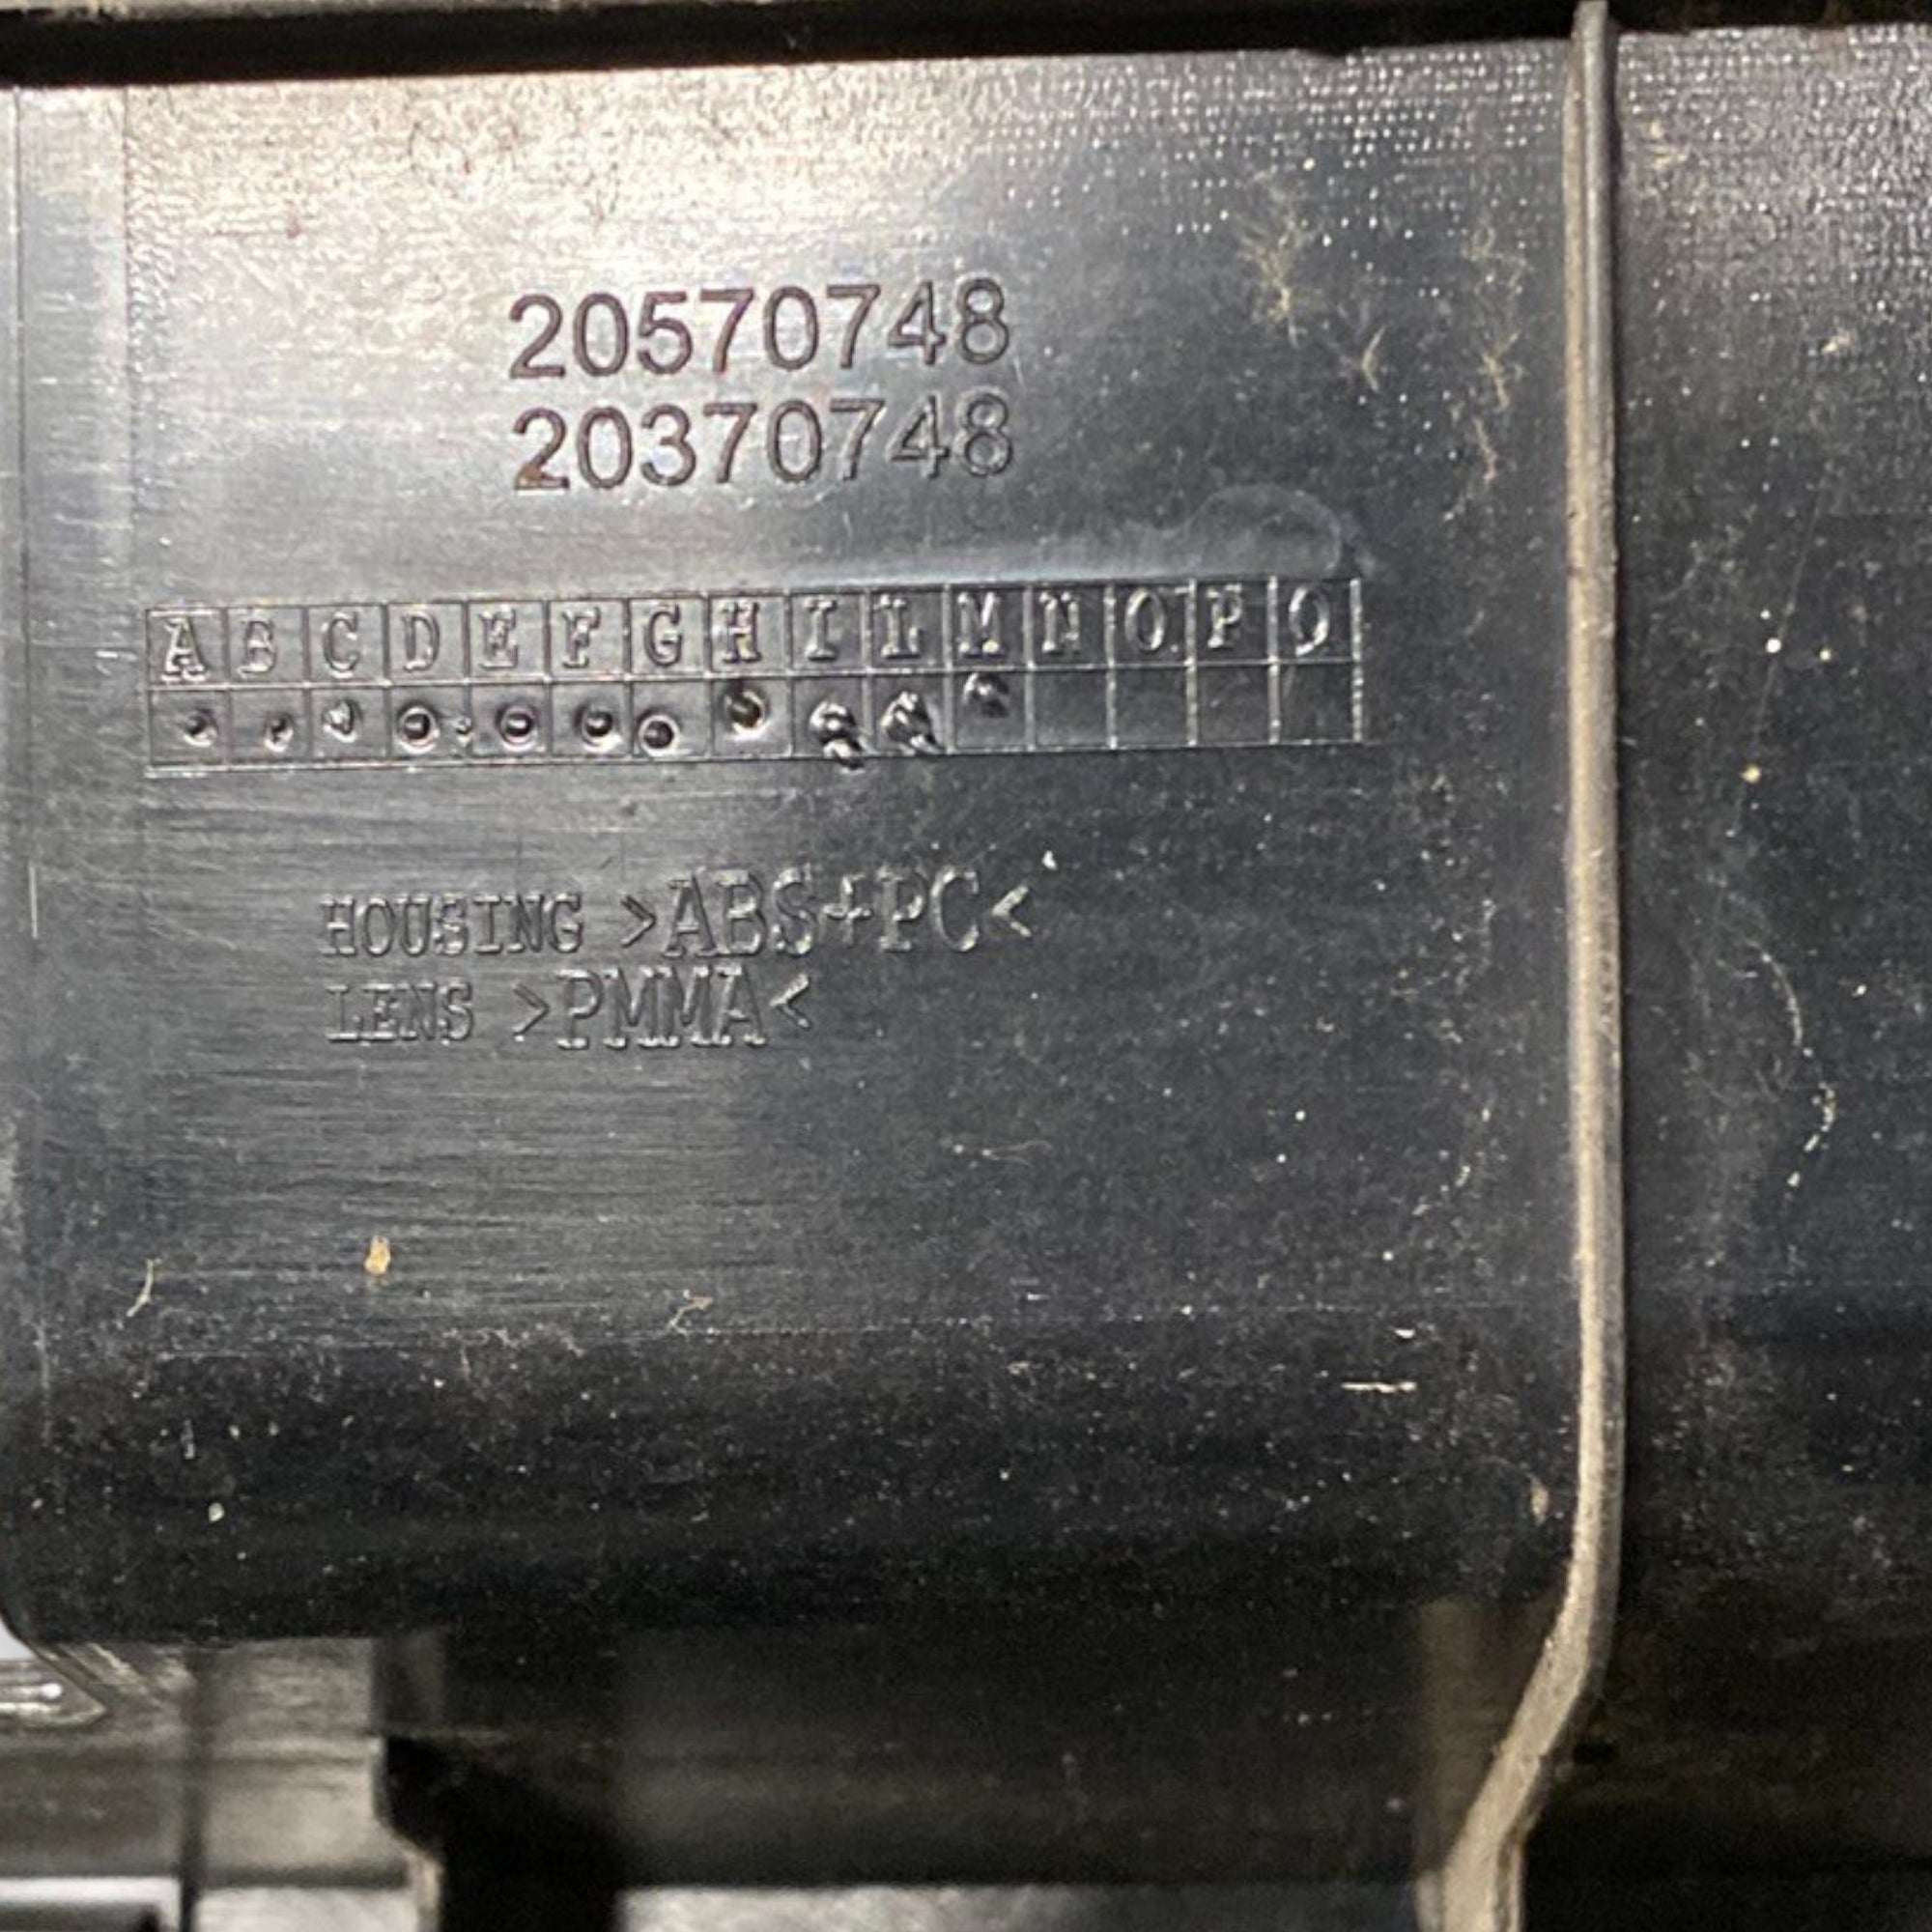 20570748
20370748
A B C D E F G H I L M N O P Q
HOUSING >ABS+PC<
LENS >PMMA<